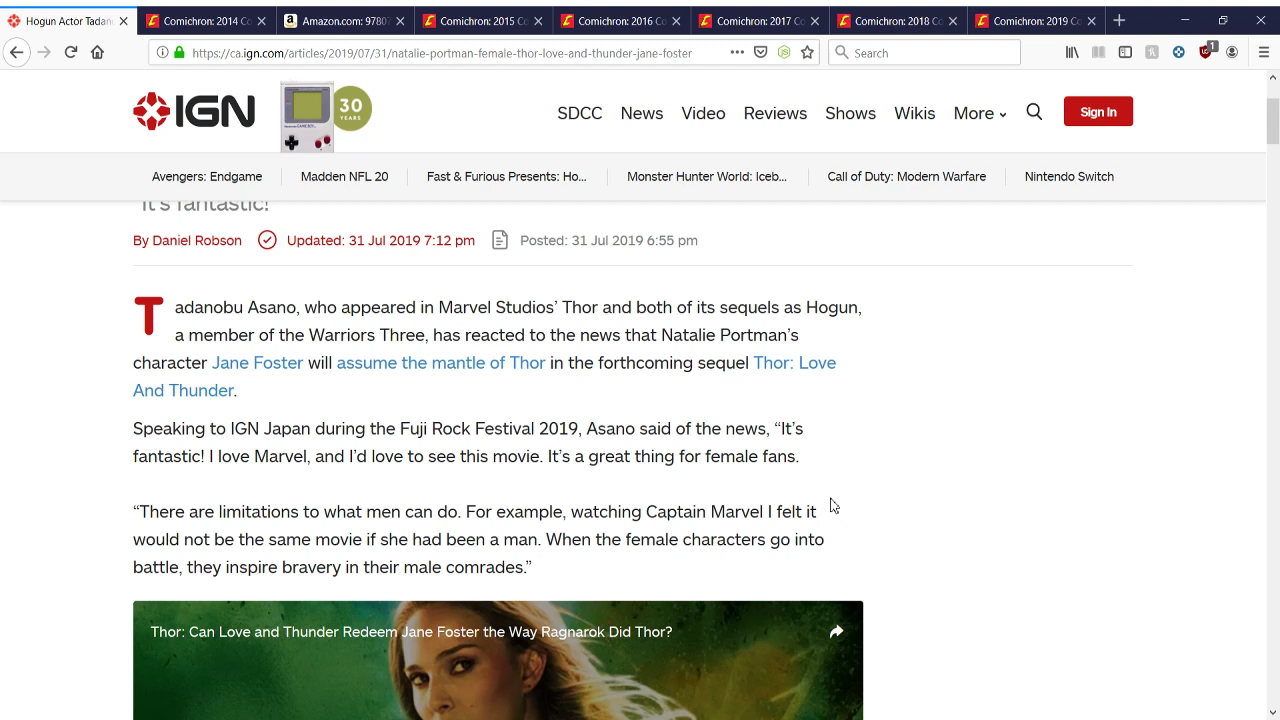 Hogun Actor Tadan
Comichron: 2014 Co
Amazon.com: 97807
Comichron: 2015 Co
Comichron: 2016 Co
Comichron: 2017 Co
Comichron: 2018 Co
Comichron: 2019 Co
https://ca.ign.com/articles/2019/07/31/natalie-portman-female-thor-love-and-thunder-jane-foster
Search
1
IGN
30
YEARS
SDCC News Video Reviews Shows Wikis More
Sign In
Avengers: Endgame
Madden NFL 20
Fast & Furious Presents: Ho...
Monster Hunter World: Iceb...
Call of Duty: Modern Warfare
Nintendo Switch
"It's fantastic!
By Daniel Robson Updated: 31 Jul 2019 7:12 pm Posted: 31 Jul 2019 6:55 pm
Tadanobu Asano, who appeared in Marvel Studios’ Thor and both of its sequels as Hogun,
a member of the Warriors Three, has reacted to the news that Natalie Portman’s
character Jane Foster will assume the mantle of Thor in the forthcoming sequel Thor: Love
And Thunder.
Speaking to IGN Japan during the Fuji Rock Festival 2019, Asano said of the news, “It’s
fantastic! I love Marvel, and I’d love to see this movie. It’s a great thing for female fans.
“There are limitations to what men can do. For example, watching Captain Marvel I felt it
would not be the same movie if she had been a man. When the female characters go into
battle, they inspire bravery in their male comrades.”
Thor: Can Love and Thunder Redeem Jane Foster the Way Ragnarok Did Thor?